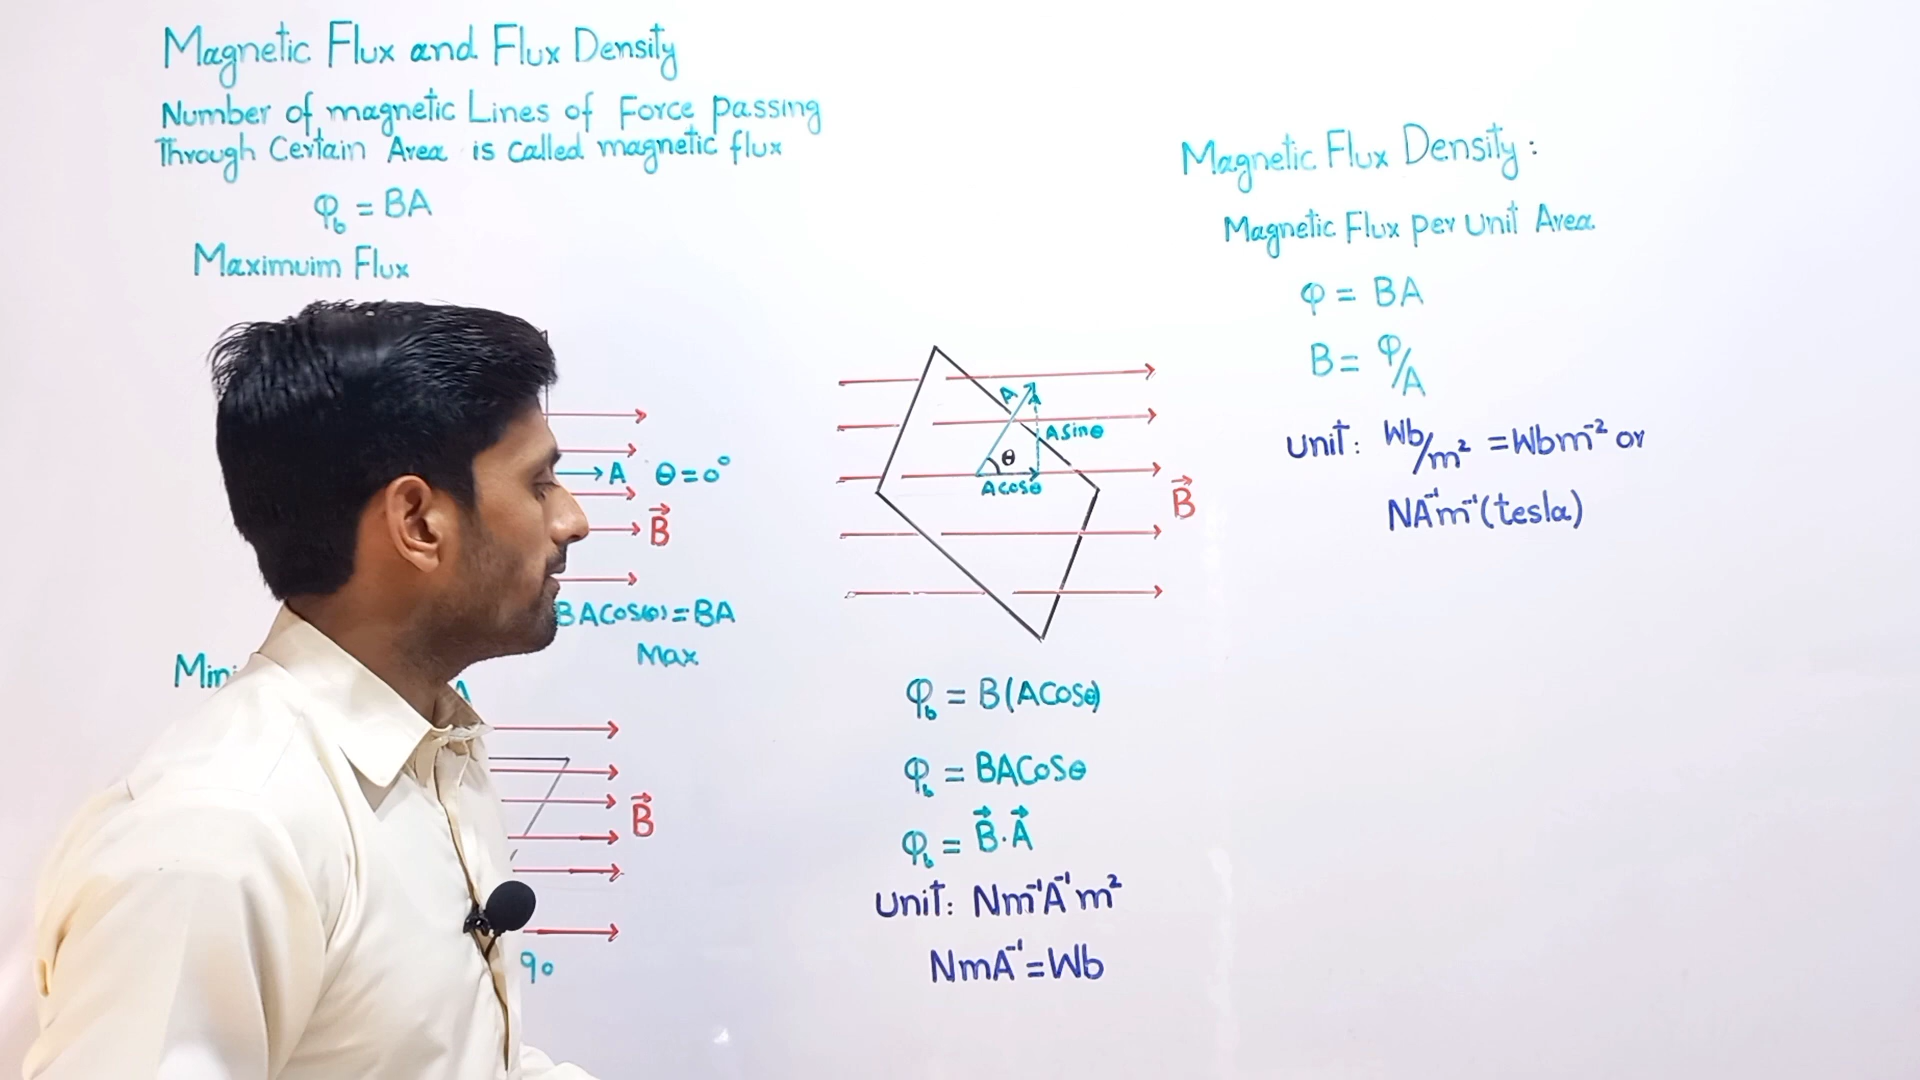 Magnetic Flux and Flux Density
Number of magnetic Lines of Force passing
Through Certain Area is called magnetic flux
φb = BA
Maximuim Flux
A θ = 0°
B⃗
BACos(0) = BA
Max
A
B⃗
90
A
A
ASinθ
θ
ACosθ
B⃗
φb = B(ACosθ)
φb = BACosθ
φb = B⃗.A⃗
Unit: Nm⁻¹A⁻¹m²
NmA⁻¹ = Wb
Magnetic Flux Density:
Magnetic Flux per Unit Area
φ = BA
B = φ/A
Unit: Wb/m² = Wbm⁻² or
NA⁻¹m⁻¹ (tesla)